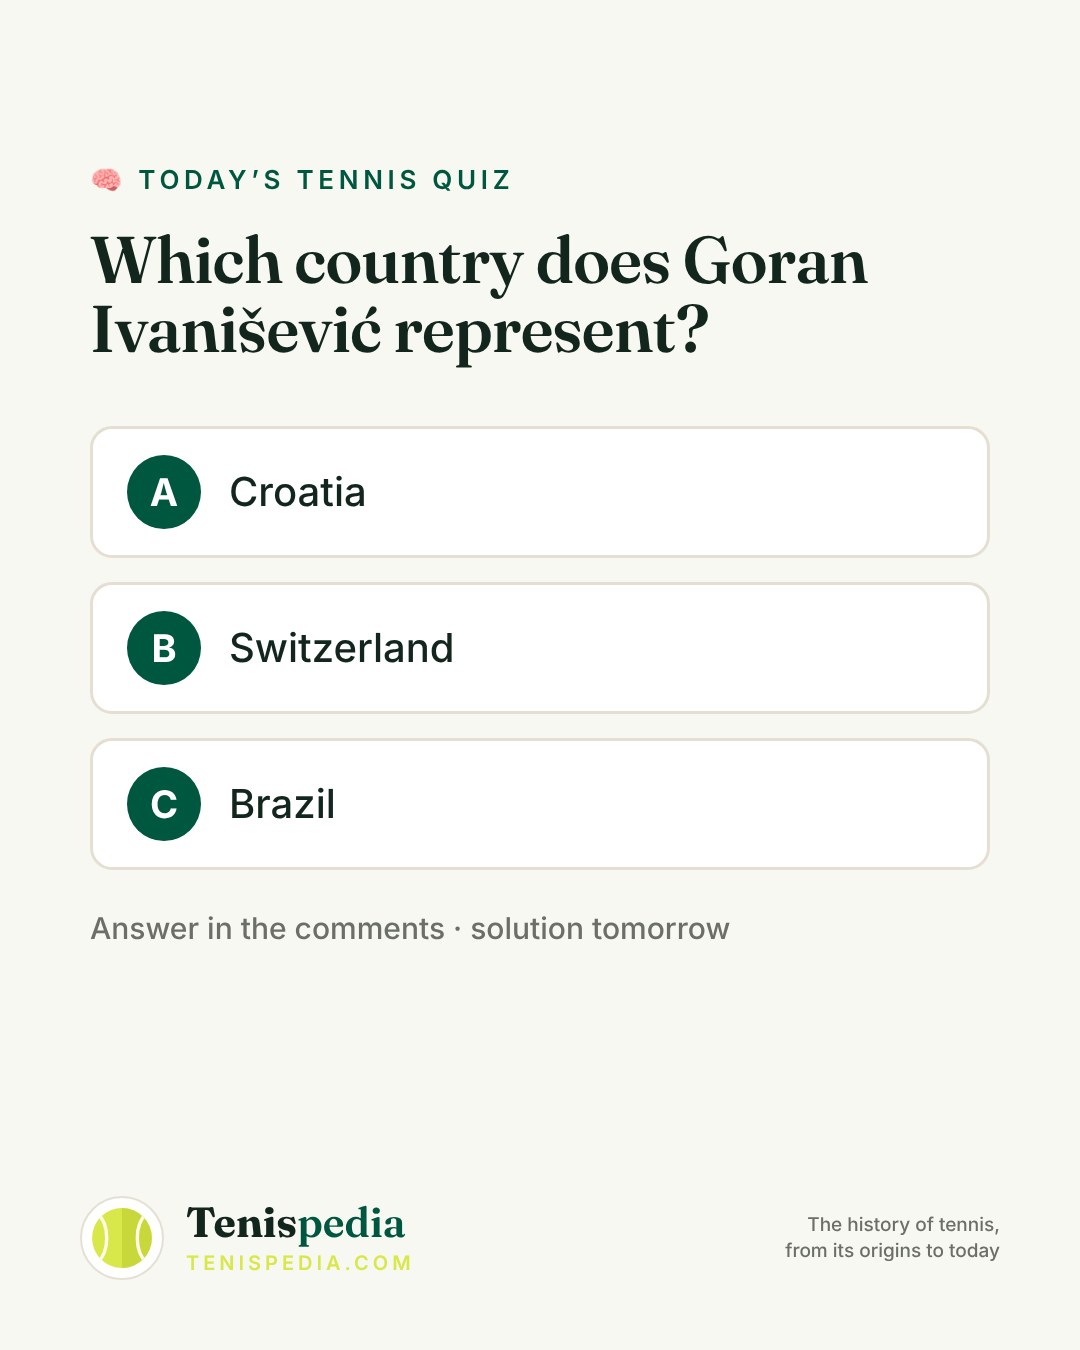 🧠 TODAY’S TENNIS QUIZ
Which country does Goran
Ivanišević represent?
A Croatia
B Switzerland
C Brazil
Answer in the comments · solution tomorrow
Tenispedia
TENISPEDIA.COM
The history of tennis,
from its origins to today